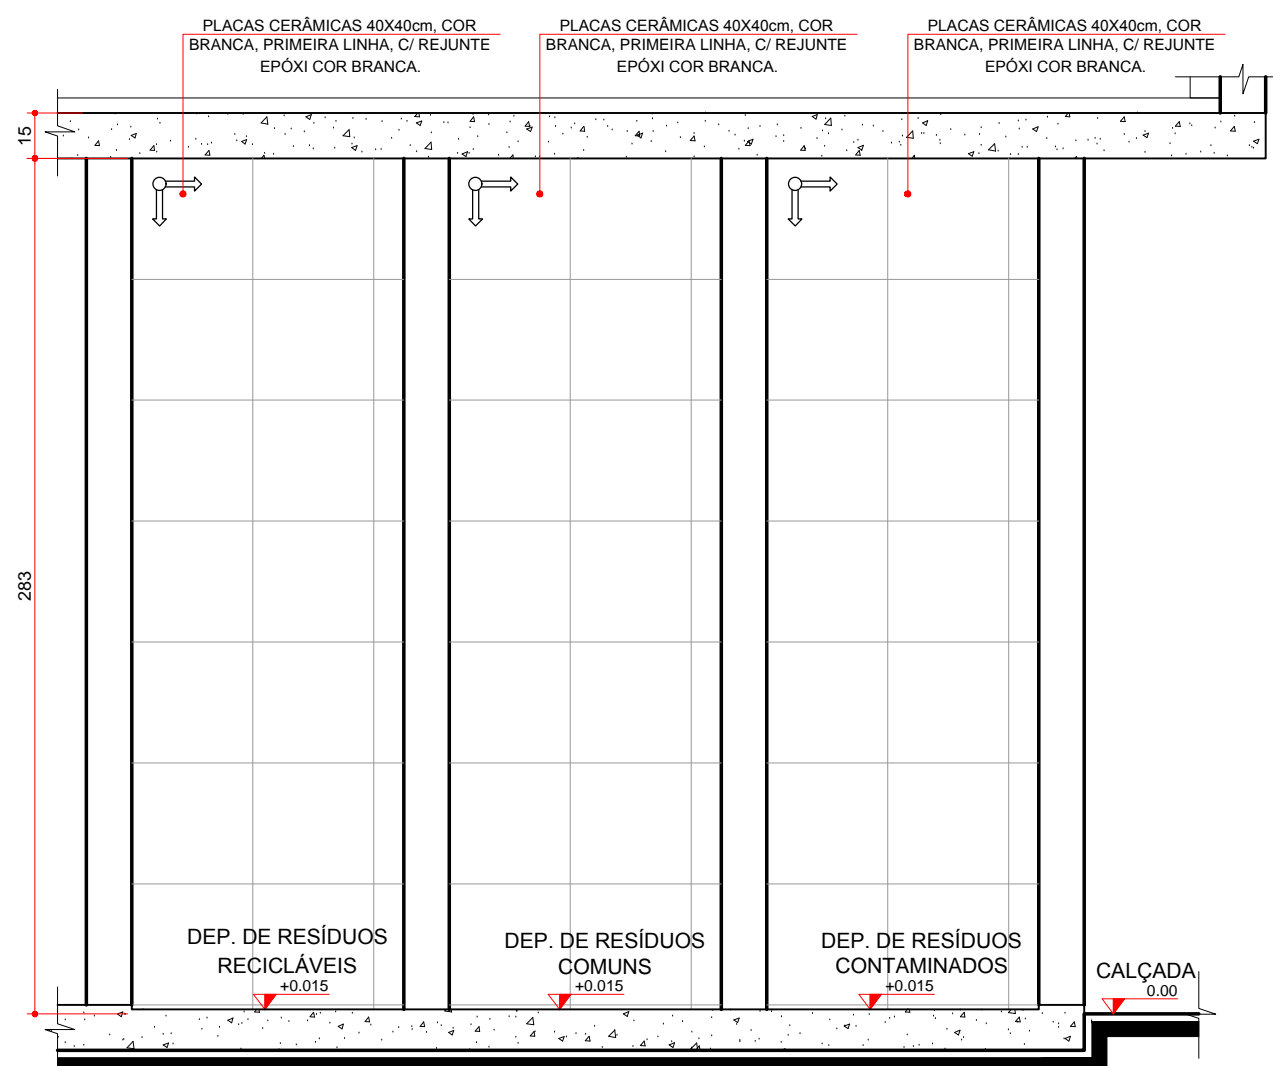 PLACAS CERÂMICAS 40X40cm, COR
BRANCA, PRIMEIRA LINHA, C/ REJUNTE
EPÓXI COR BRANCA.
PLACAS CERÂMICAS 40X40cm, COR
BRANCA, PRIMEIRA LINHA, C/ REJUNTE
EPÓXI COR BRANCA.
PLACAS CERÂMICAS 40X40cm, COR
BRANCA, PRIMEIRA LINHA, C/ REJUNTE
EPÓXI COR BRANCA.
15
283
DEP. DE RESÍDUOS
RECICLÁVEIS
+0.015
DEP. DE RESÍDUOS
COMUNS
+0.015
DEP. DE RESÍDUOS
CONTAMINADOS
+0.015
CALÇADA
0.00